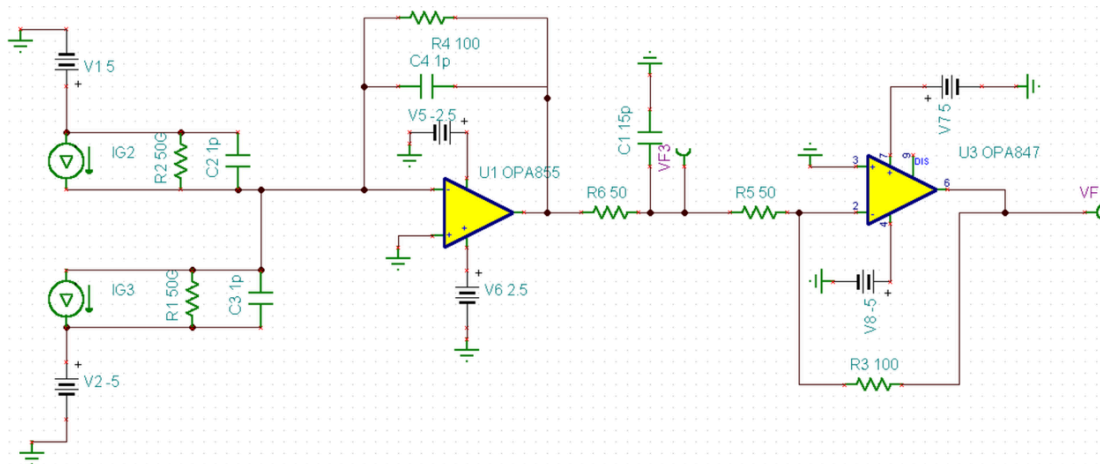 R4 100
C4 1p
V1 5
V5 -2.5
V7 5
IG2
R2 50G
C2 1p
U1 OPA855
C1 15p
VF3
7
9
DIS
U3 OPA847
3
R6 50
R5 50
6
2
VF
4
IG3
R1 50G
C3 1p
V6 2.5
V8 -5
V2 -5
R3 100